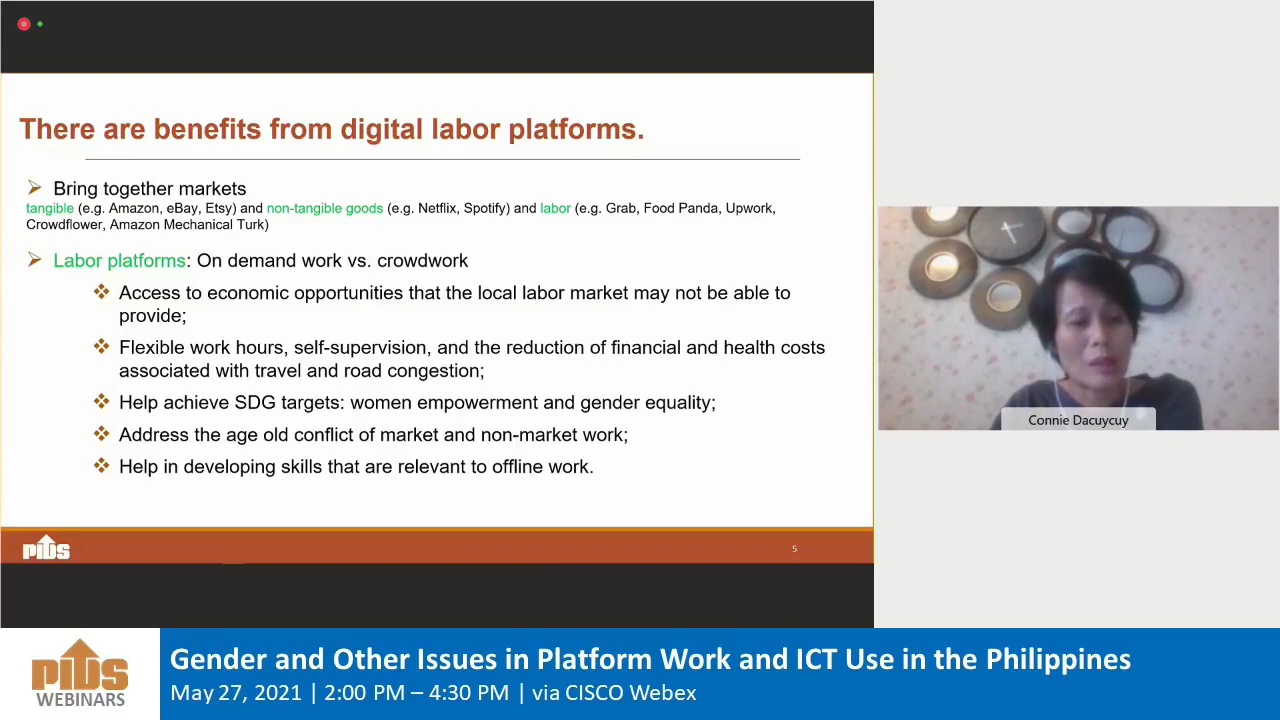 There are benefits from digital labor platforms.
Bring together markets
tangible (e.g. Amazon, eBay, Etsy) and non-tangible goods (e.g. Netflix, Spotify) and labor (e.g. Grab, Food Panda, Upwork,
Crowdflower, Amazon Mechanical Turk)
Labor platforms: On demand work vs. crowdwork
Access to economic opportunities that the local labor market may not be able to
provide;
Flexible work hours, self-supervision, and the reduction of financial and health costs
associated with travel and road congestion;
Help achieve SDG targets: women empowerment and gender equality;
Address the age old conflict of market and non-market work;
Help in developing skills that are relevant to offline work.
PIDS
5
Connie Dacuycuy
PIDS
WEBINARS
Gender and Other Issues in Platform Work and ICT Use in the Philippines
May 27, 2021 | 2:00 PM – 4:30 PM | via CISCO Webex